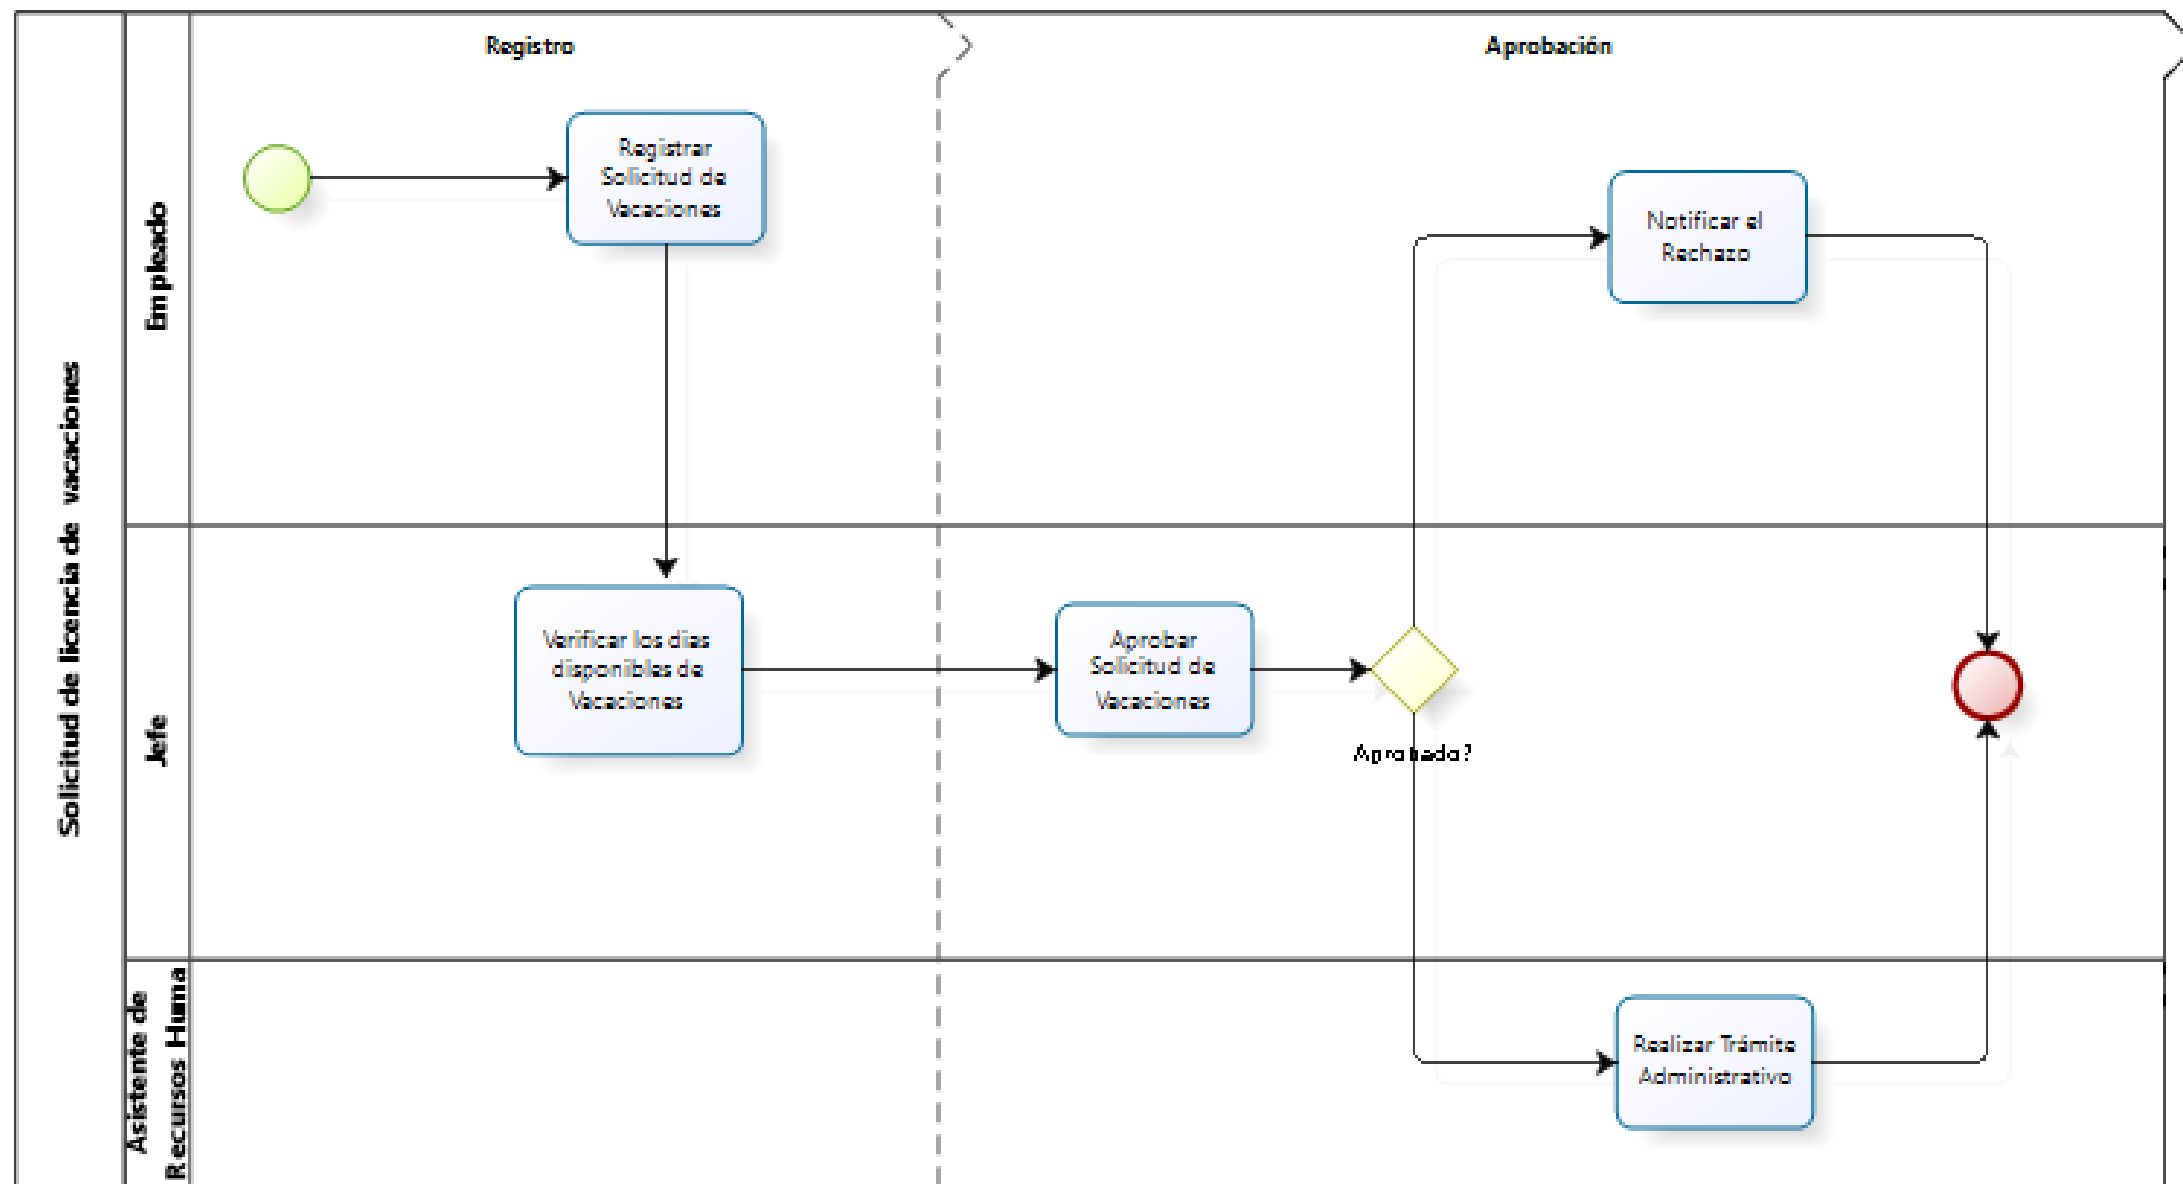 Solicitud de licencia de vacaciones
Registro
Aprobación
Empleado
Registrar
Solicitud de
Vacaciones
Notificar el
Rechazo
Jefe
Verificar los dias
disponibles de
Vacaciones
Aprobar
Solicitud de
Vacaciones
Aprobado?
Asistente de
Recursos Huma
Realizar Trámite
Administrativo